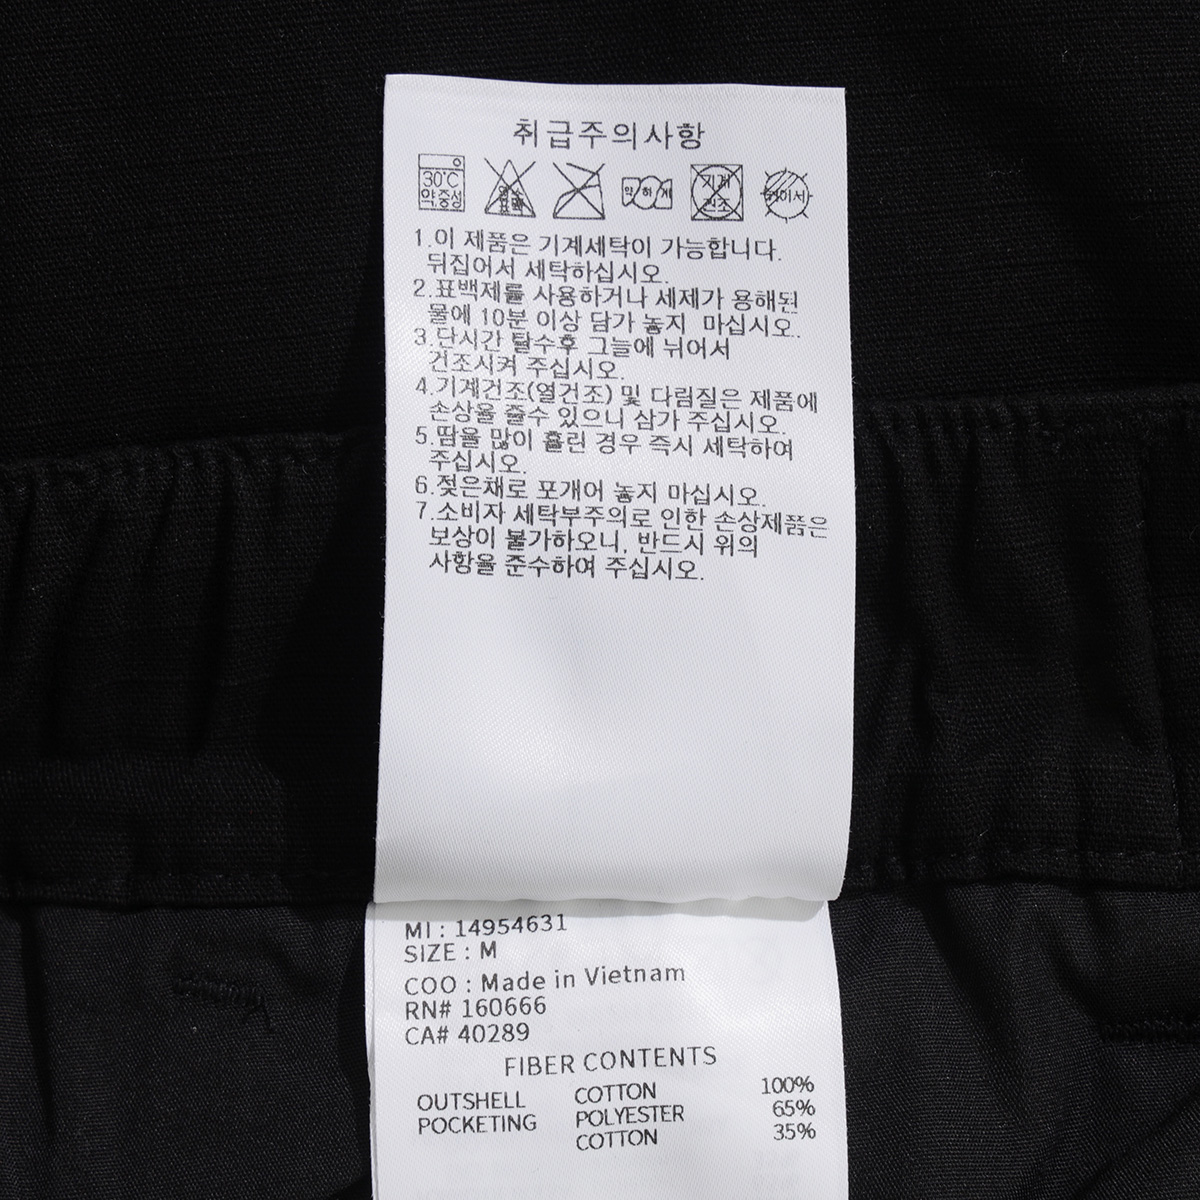 취급주의사항
30℃ 약.중성 염소 표백 약 하 게 기계 건조 뉘어서
1.이 제품은 기계세탁이 가능합니다.
뒤집어서 세탁하십시오.
2.표백제를 사용하거나 세제가 용해된
물에 10분 이상 담가 놓지 마십시오.
3.단시간 탈수후 그늘에 뉘어서
건조시켜 주십시오.
4.기계건조(열건조) 및 다림질은 제품에
손상을 줄수 있으니 삼가 주십시오.
5.땀을 많이 흘린 경우 즉시 세탁하여
주십시오.
6.젖은채로 포개어 놓지 마십시오.
7.소비자 세탁부주의로 인한 손상제품은
보상이 불가하오니, 반드시 위의
사항을 준수하여 주십시오.
MI : 14954631
SIZE : M
COO : Made in Vietnam
RN# 160666
CA# 40289
FIBER CONTENTS
OUTSHELL COTTON 100%
POCKETING POLYESTER 65%
COTTON 35%